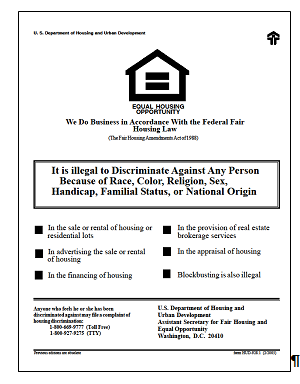 U. S. Department of Housing and Urban Development
EQUAL HOUSING
OPPORTUNITY
We Do Business in Accordance With the Federal Fair
Housing Law
(The Fair Housing Amendments Act of 1988)
It is illegal to Discriminate Against Any Person
Because of Race, Color, Religion, Sex,
Handicap, Familial Status, or National Origin
In the sale or rental of housing or
residential lots
In advertising the sale or rental
of housing
In the financing of housing
In the provision of real estate
brokerage services
In the appraisal of housing
Blockbusting is also illegal
Anyone who feels he or she has been
discriminated against may file a complaint of
housing discrimination:
1-800-669-9777 (Toll Free)
1-800-927-9275 (TTY)
U.S. Department of Housing and
Urban Development
Assistant Secretary for Fair Housing and
Equal Opportunity
Washington, D.C. 20410
Previous editions are obsolete
form HUD-928.1 (2/2003)
¶